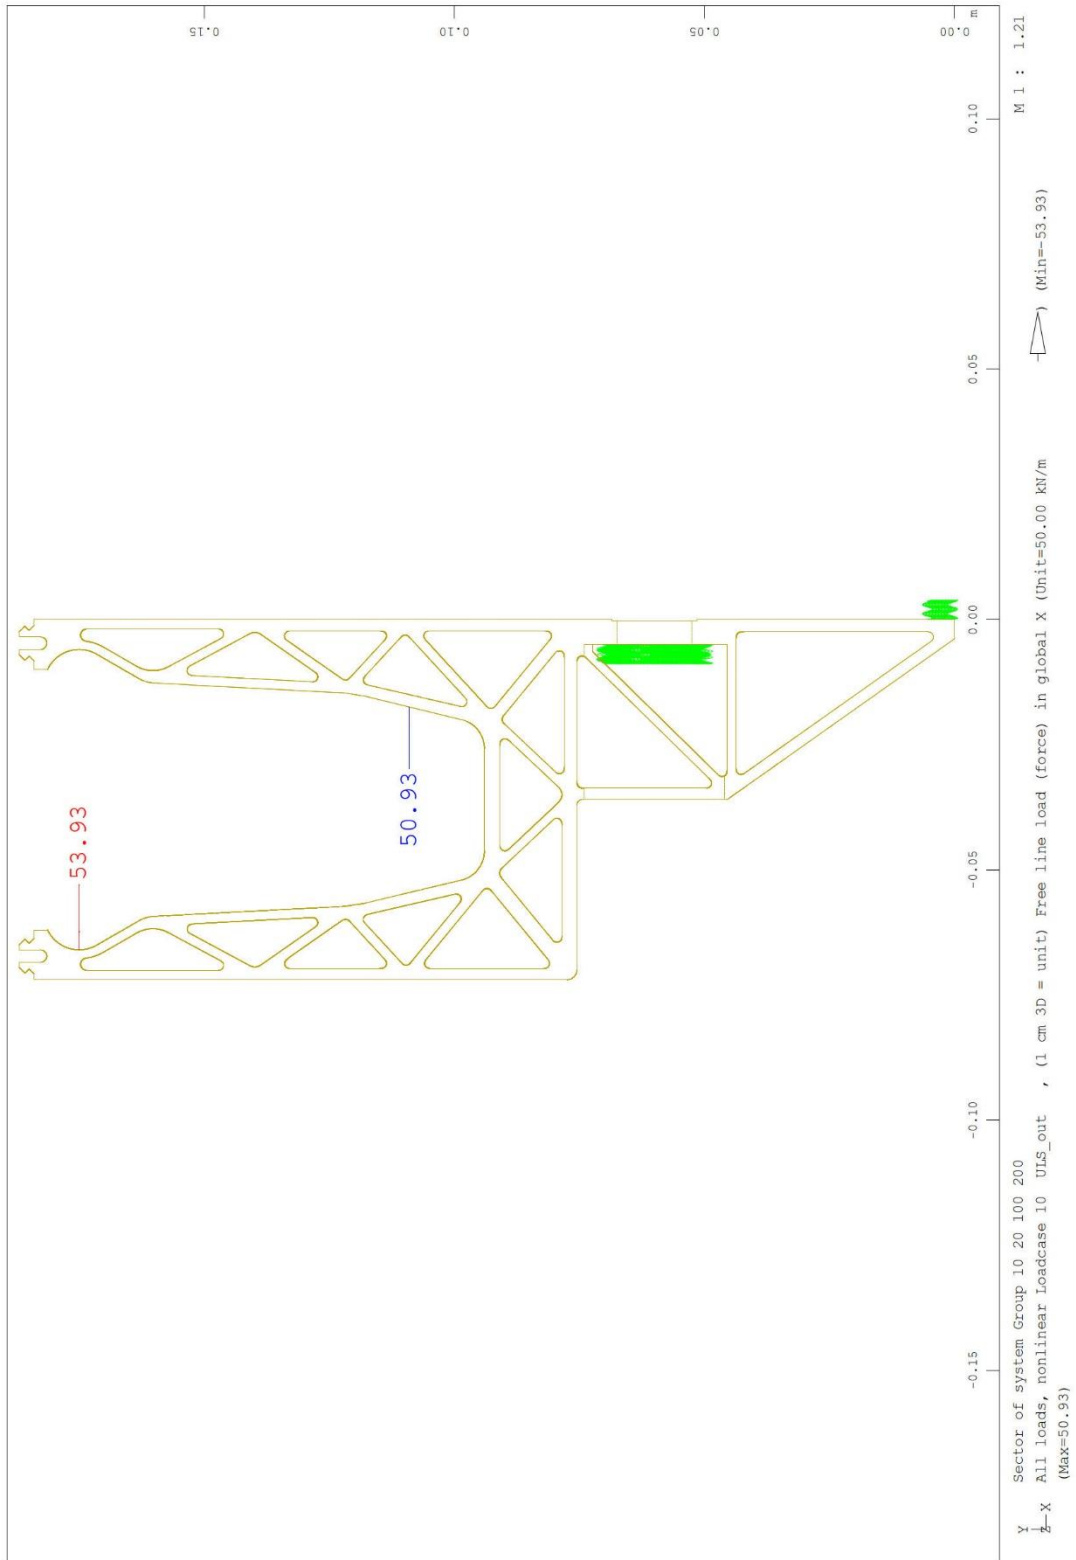 0.15
0.10
0.05
0.00
m
53.93
50.93
-0.15
-0.10
-0.05
0.00
0.05
0.10
Y
Z X
Sector of system Group 10 20 100 200
M 1 : 1.21
All loads, nonlinear Loadcase 10 ULS_out , (1 cm 3D = unit) Free line load (force) in global X (Unit=50.00 kN/m ) (Min=-53.93)
(Max=50.93)